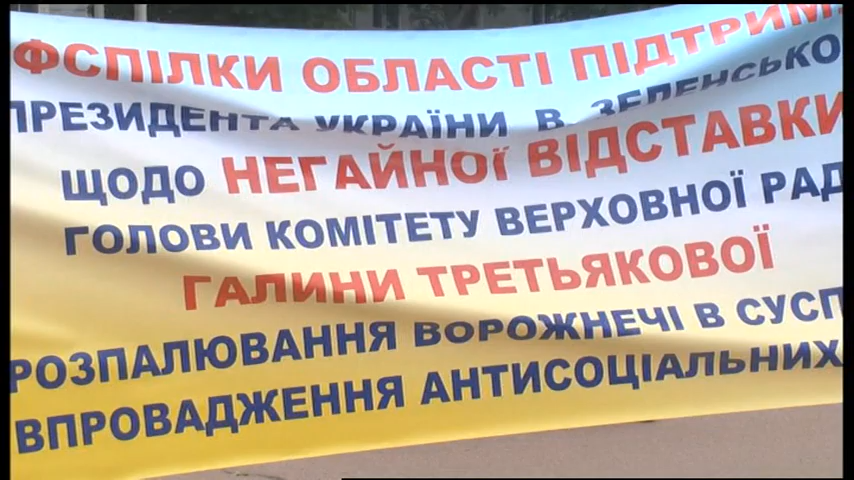 ФСПІЛКИ ОБЛАСТІ ПІДТРИМ
ПРЕЗИДЕНТА УКРАЇНИ В. ЗЕЛЕНСЬКО
ЩОДО НЕГАЙНОЇ ВІДСТАВКИ
ГОЛОВИ КОМІТЕТУ ВЕРХОВНОЇ РАД
ГАЛИНИ ТРЕТЬЯКОВОЇ
РОЗПАЛЮВАННЯ ВОРОЖНЕЧІ В СУСП
ВПРОВАДЖЕННЯ АНТИСОЦІАЛЬНИХ